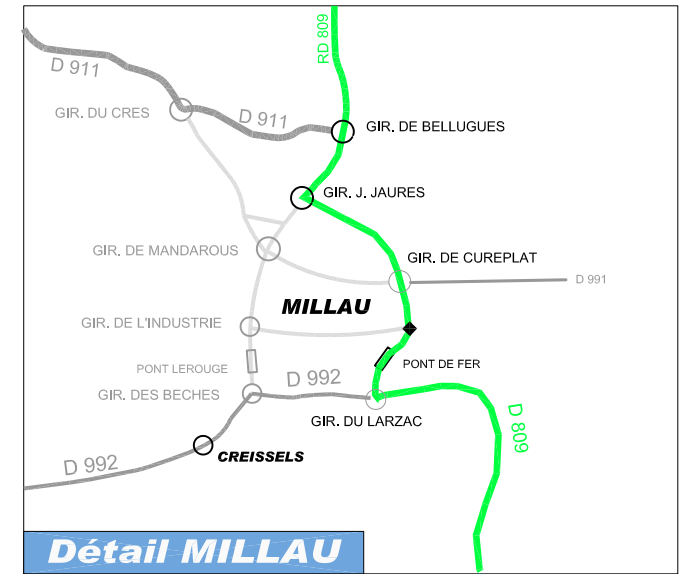 RD 809
D 911
GIR. DU CRES
D 911
GIR. DE BELLUGUES
GIR. J. JAURES
GIR. DE MANDAROUS
GIR. DE CUREPLAT
D 991
MILLAU
GIR. DE L'INDUSTRIE
PONT LEROUGE
PONT DE FER
D 992
GIR. DES BECHES
GIR. DU LARZAC
D 809
CREISSELS
D 992
Détail MILLAU